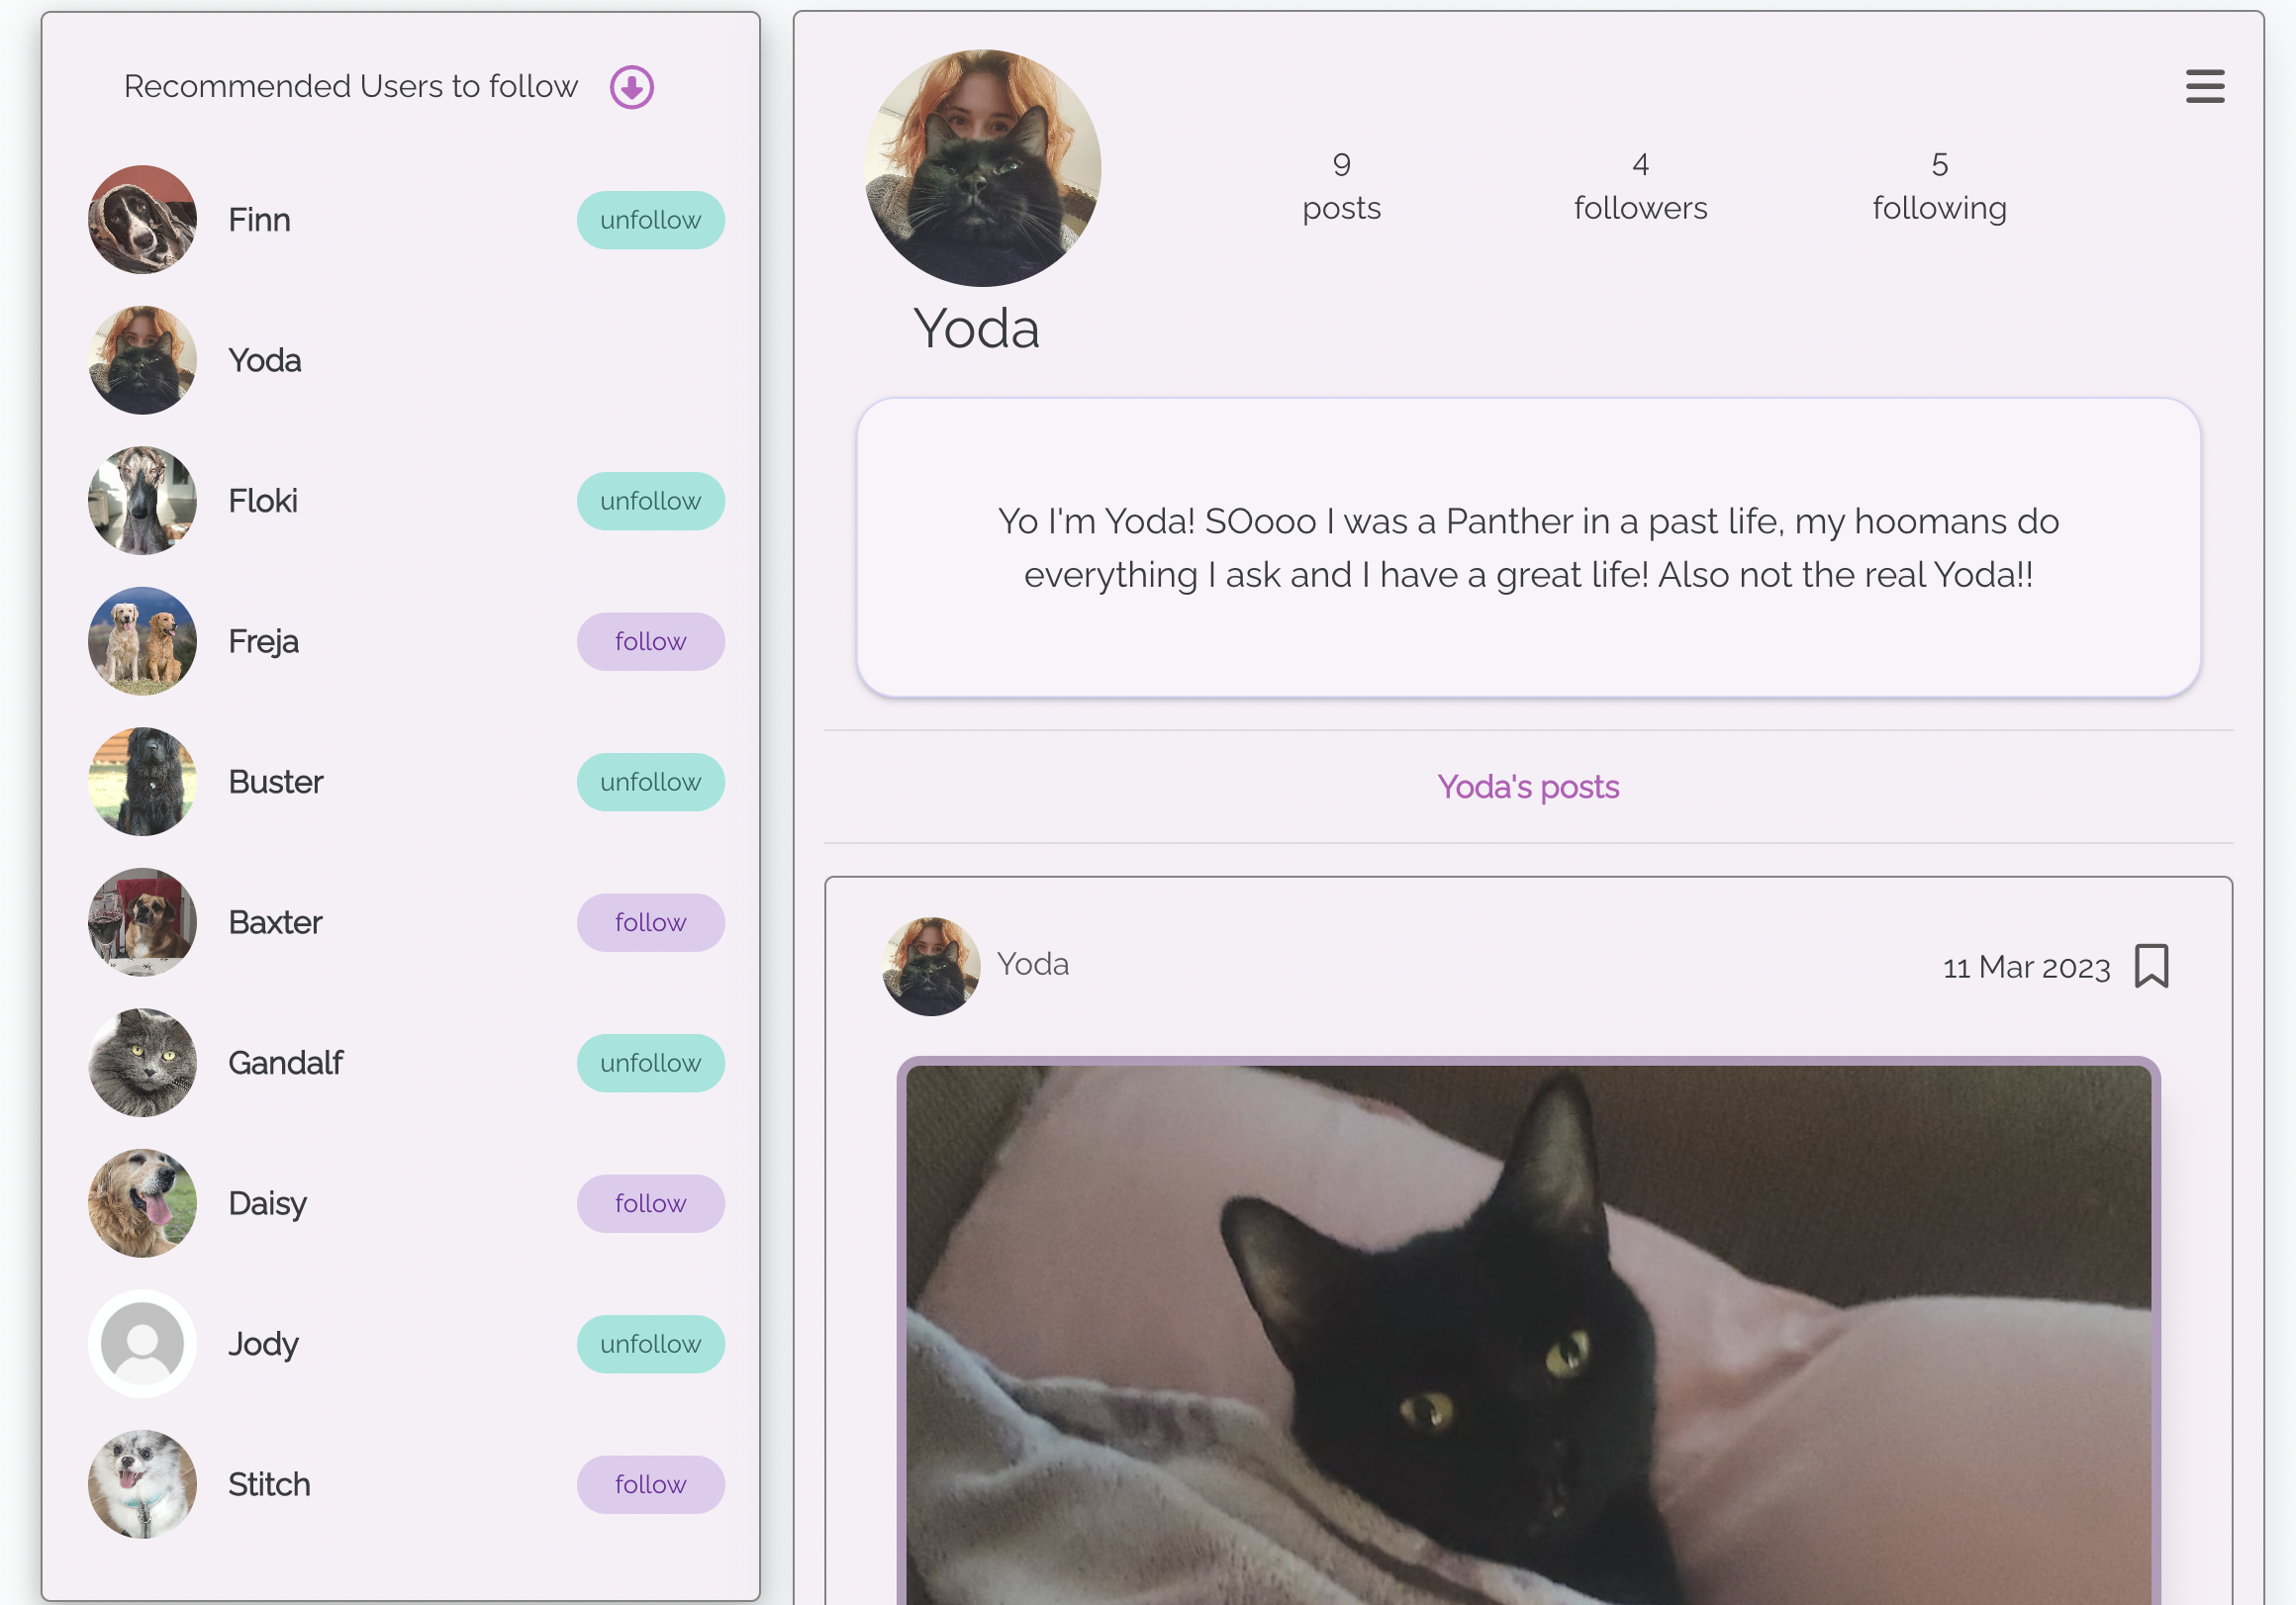 Recommended Users to follow
Finn
unfollow
Yoda
Floki
unfollow
Freja
follow
Buster
unfollow
Baxter
follow
Gandalf
unfollow
Daisy
follow
Jody
unfollow
Stitch
follow
9
posts
4
followers
5
following
Yoda
Yo I'm Yoda! SOooo I was a Panther in a past life, my hoomans do
everything I ask and I have a great life! Also not the real Yoda!!
Yoda's posts
Yoda
11 Mar 2023